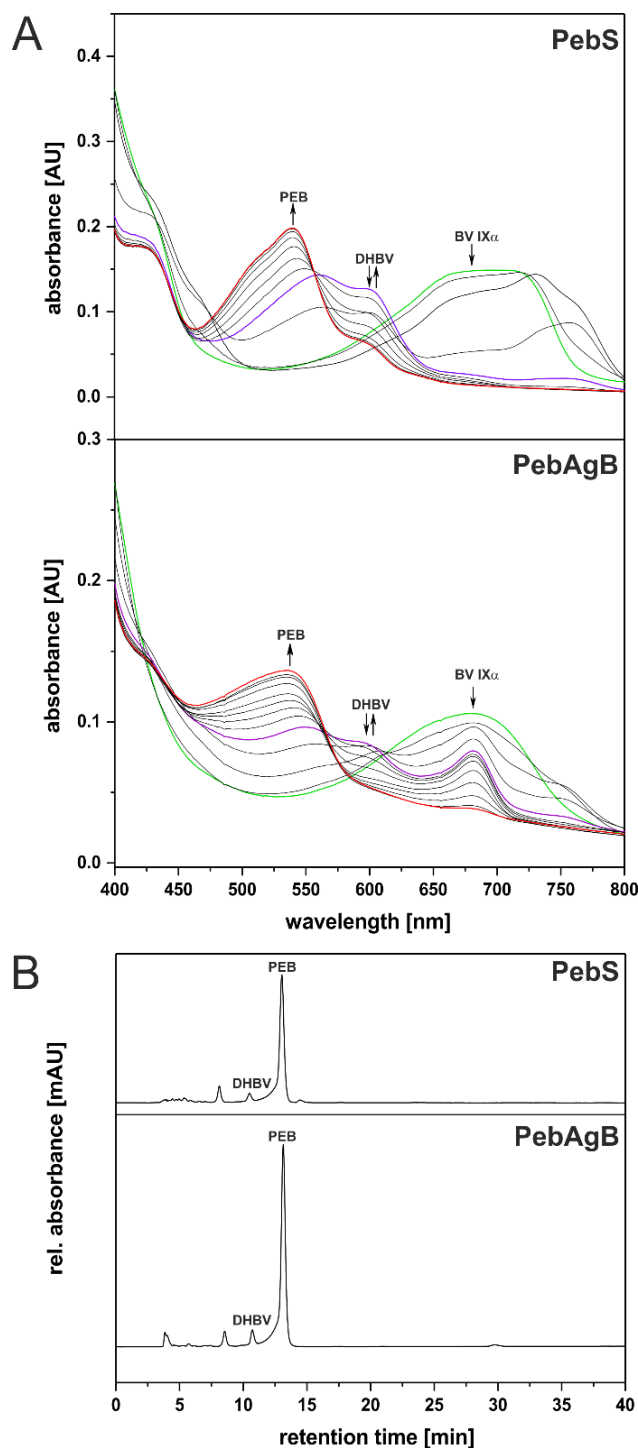 A
PebS
0.4
0.3
0.2
0.1
0.0
absorbance [AU]
PEB
DHBV
BV IXα
PebAgB
0.3
0.2
0.1
0.0
absorbance [AU]
PEB
DHBV
BV IXα
400 450 500 550 600 650 700 750 800
wavelength [nm]
B
PebS
PEB
DHBV
PebAgB
PEB
DHBV
rel. absorbance [mAU]
0 5 10 15 20 25 30 35 40
retention time [min]